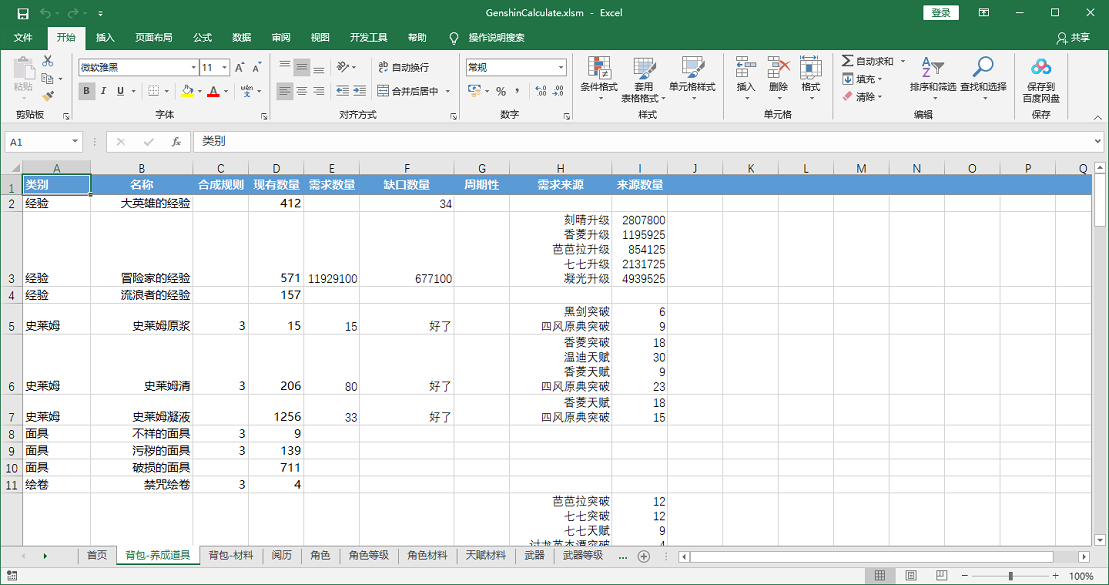 GenshinCalculate.xlsm - Excel
登录
文件 开始 插入 页面布局 公式 数据 审阅 视图 开发工具 帮助 操作说明搜索 共享
粘贴
微软雅黑 11 A A
B I U A wén
自动换行
合并后居中
常规
% ,
条件格式 套用表格格式 单元格样式
插入 删除 格式
自动求和
填充
清除
排序和筛选 查找和选择
保存到百度网盘
剪贴板 字体 对齐方式 数字 样式 单元格 编辑 保存
A1 fx 类别
A B C D E F G H I J K L M N O P Q
1 类别 名称 合成规则 现有数量 需求数量 缺口数量 周期性 需求来源 来源数量
2 经验 大英雄的经验 412 34
刻晴升级 2807800
香菱升级 1195925
芭芭拉升级 854125
七七升级 2131725
3 经验 冒险家的经验 571 11929100 677100 凝光升级 4939525
4 经验 流浪者的经验 157
黑剑突破 6
5 史莱姆 史莱姆原浆 3 15 15 好了 四风原典突破 9
香菱突破 18
温迪天赋 30
香菱天赋 9
6 史莱姆 史莱姆清 3 206 80 好了 四风原典突破 23
香菱天赋 18
7 史莱姆 史莱姆凝液 1256 33 好了 四风原典突破 15
8 面具 不祥的面具 3 9
9 面具 污秽的面具 3 139
10 面具 破损的面具 711
11 绘卷 禁咒绘卷 3 4
芭芭拉突破 12
七七突破 12
七七天赋 9
首页 背包-养成道具 背包-材料 阅历 角色 角色等级 角色材料 天赋材料 武器 武器等级 ...
100%